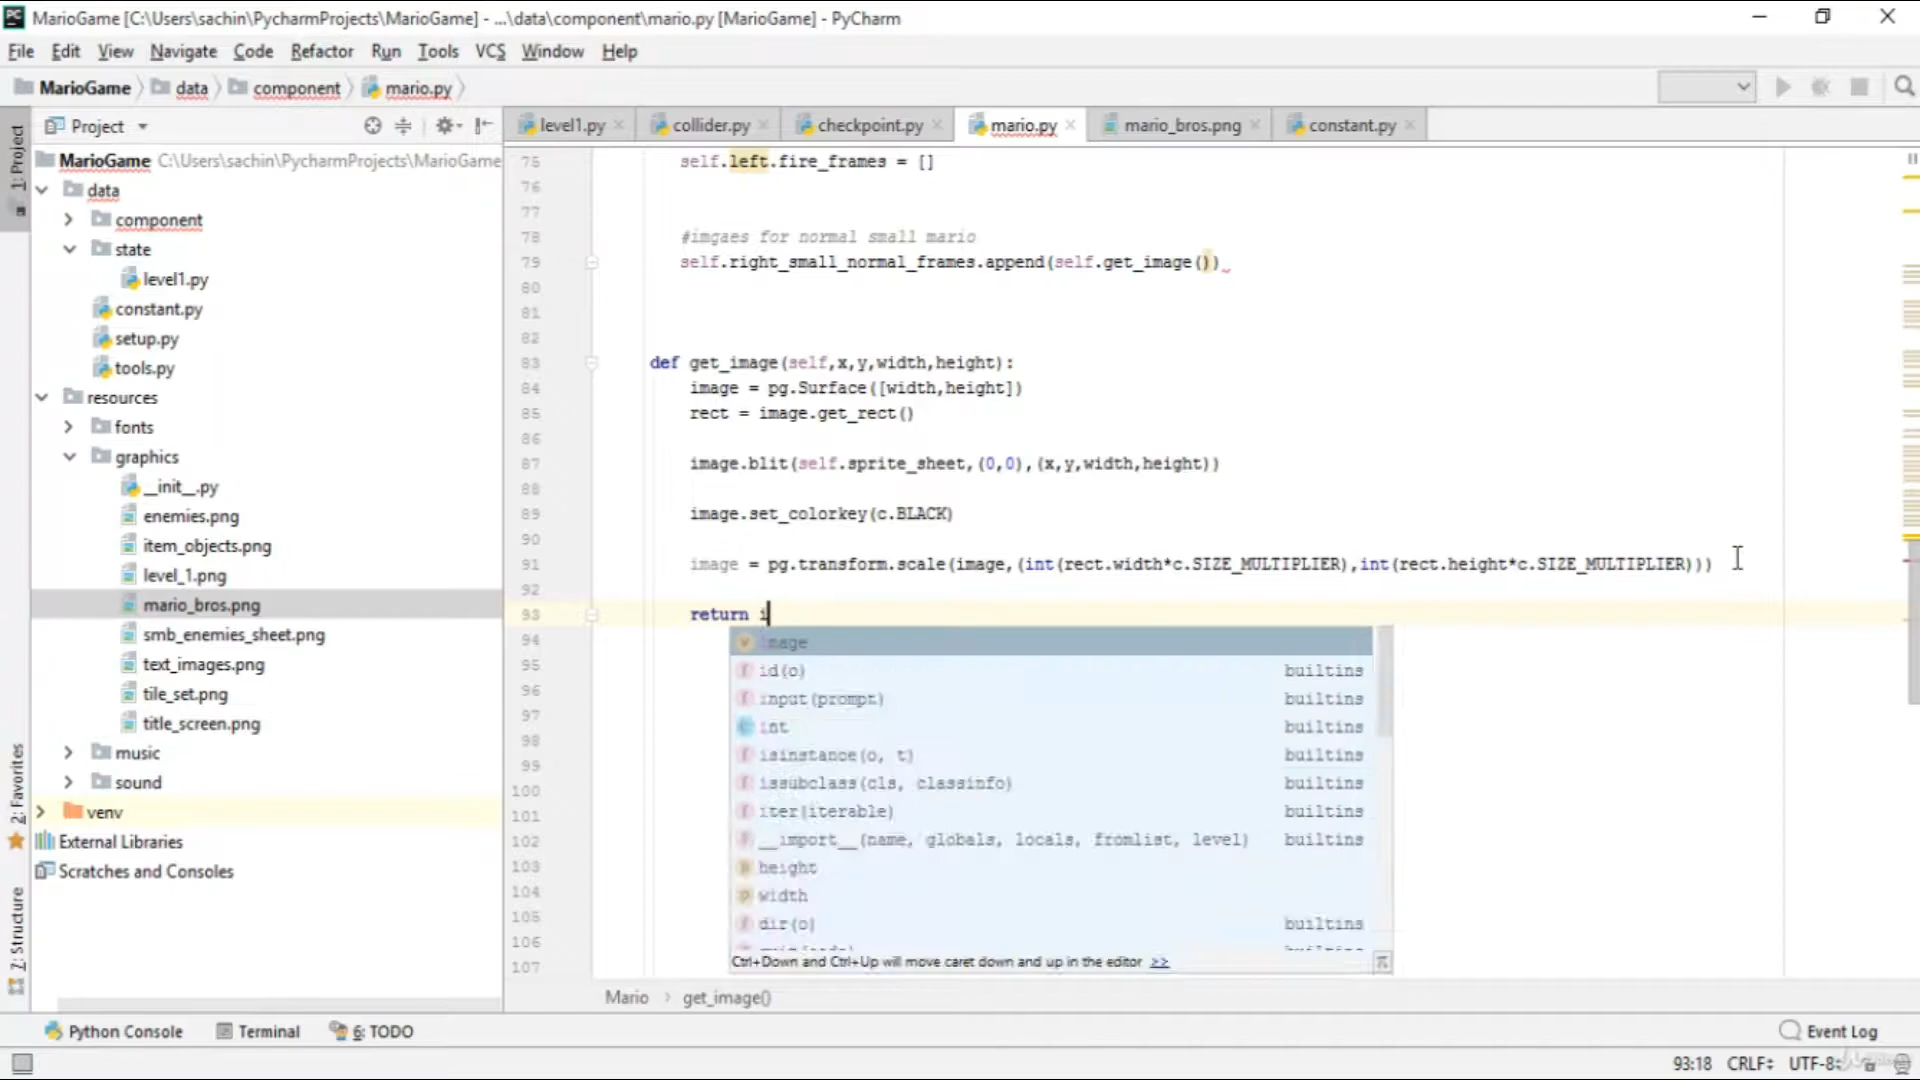 MarioGame [C:\Users\sachin\PycharmProjects\MarioGame] - ...\data\component\mario.py [MarioGame] - PyCharm
File Edit View Navigate Code Refactor Run Tools VCS Window Help
MarioGame data component mario.py
Project
level1.py collider.py checkpoint.py mario.py mario_bros.png constant.py
1: Project
MarioGame C:\Users\sachin\PycharmProjects\MarioGame
data
component
state
level1.py
constant.py
setup.py
tools.py
resources
fonts
graphics
__init__.py
enemies.png
item_objects.png
level_1.png
mario_bros.png
smb_enemies_sheet.png
text_images.png
tile_set.png
title_screen.png
music
sound
venv
External Libraries
Scratches and Consoles
2: Favorites
7: Structure
75 self.left.fire_frames = []
76
77
78 #imgaes for normal small mario
79 self.right_small_normal_frames.append(self.get_image())
80
81
82
83 def get_image(self,x,y,width,height):
84 image = pg.Surface([width,height])
85 rect = image.get_rect()
86
87 image.blit(self.sprite_sheet,(0,0),(x,y,width,height))
88
89 image.set_colorkey(c.BLACK)
90
91 image = pg.transform.scale(image,(int(rect.width*c.SIZE_MULTIPLIER),int(rect.height*c.SIZE_MULTIPLIER)))
92
93 return i
94
95
96
97
98
99
100
101
102
103
104
105
106
107
image
id(o) builtins
input(prompt) builtins
int builtins
isinstance(o, t) builtins
issubclass(cls, classinfo) builtins
iter(iterable) builtins
__import__(name, globals, locals, fromlist, level) builtins
height
width
dir(o) builtins
Ctrl+Down and Ctrl+Up will move caret down and up in the editor >>
Mario get_image()
Python Console Terminal 6: TODO Event Log
93:18 CRLF UTF-8